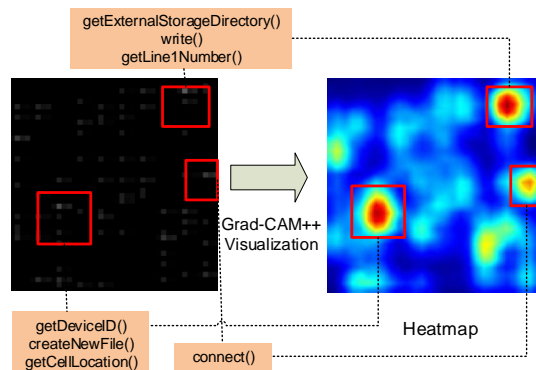 getExternalStorageDirectory()
write()
getLine1Number()
Grad-CAM++
Visualization
getDeviceID()
createNewFile()
getCellLocation()
connect()
Heatmap